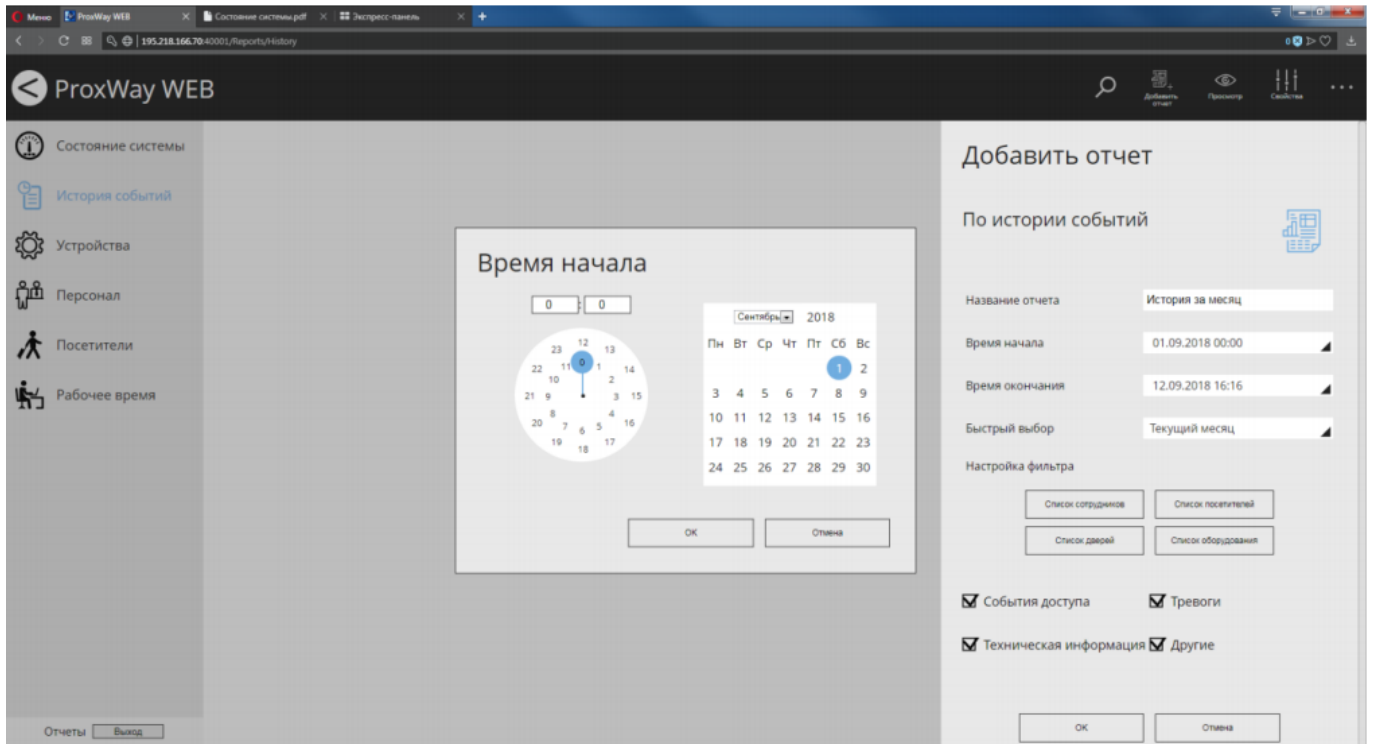 Меню ProxWay WEB Состояние системы.pdf Экспресс-панель
195.218.166.70:40001/Reports/History 0
ProxWay WEB Добавить отчет Просмотр Свойства
Состояние системы
История событий
Устройства
Персонал
Посетители
Рабочее время
Отчеты Выход
Время начала
0 : 0
12
23 13
11 0 1
22 14
10 2
21 9 3 15
8 4
20 16
7 6 5
19 17
18
Сентябрь 2018
Пн Вт Ср Чт Пт Сб Вс
1 2
3 4 5 6 7 8 9
10 11 12 13 14 15 16
17 18 19 20 21 22 23
24 25 26 27 28 29 30
ОК Отмена
Добавить отчет
По истории событий
Название отчета История за месяц
Время начала 01.09.2018 00:00
Время окончания 12.09.2018 16:16
Быстрый выбор Текущий месяц
Настройка фильтра
Список сотрудников Список посетителей
Список дверей Список оборудования
События доступа Тревоги
Техническая информация Другие
ОК Отмена